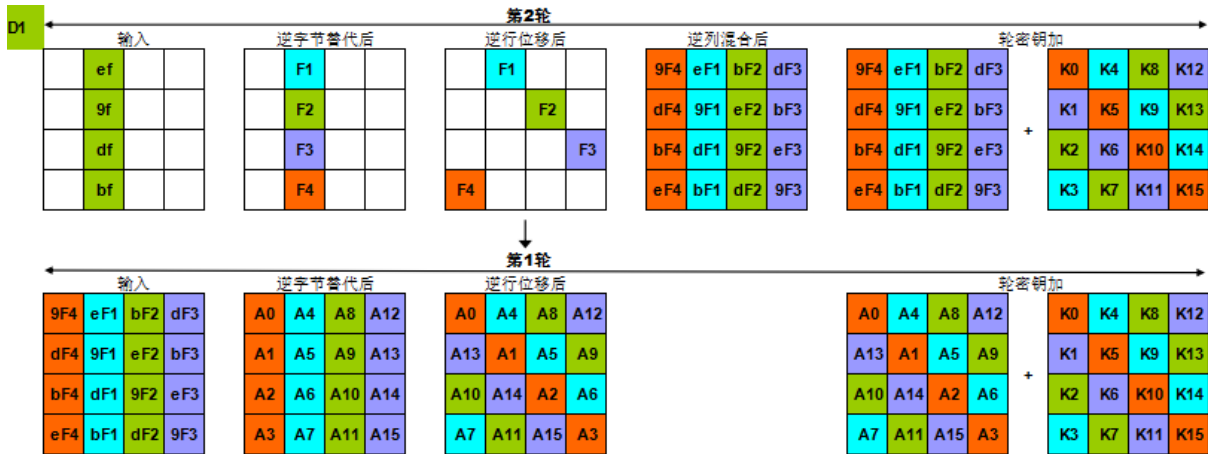 D1
第2轮
输入 逆字节替代后 逆行位移后 逆列混合后 轮密钥加
ef F1 F1 9F4 eF1 bF2 dF3 9F4 eF1 bF2 dF3 K0 K4 K8 K12
9f F2 F2 dF4 9F1 eF2 bF3 dF4 9F1 eF2 bF3 K1 K5 K9 K13
+
df F3 F3 bF4 dF1 9F2 eF3 bF4 dF1 9F2 eF3 K2 K6 K10 K14
bf F4 F4 eF4 bF1 dF2 9F3 eF4 bF1 dF2 9F3 K3 K7 K11 K15
第1轮
输入 逆字节替代后 逆行位移后 轮密钥加
9F4 eF1 bF2 dF3 A0 A4 A8 A12 A0 A4 A8 A12 A0 A4 A8 A12 K0 K4 K8 K12
dF4 9F1 eF2 bF3 A1 A5 A9 A13 A13 A1 A5 A9 A13 A1 A5 A9 K1 K5 K9 K13
+
bF4 dF1 9F2 eF3 A2 A6 A10 A14 A10 A14 A2 A6 A10 A14 A2 A6 K2 K6 K10 K14
eF4 bF1 dF2 9F3 A3 A7 A11 A15 A7 A11 A15 A3 A7 A11 A15 A3 K3 K7 K11 K15